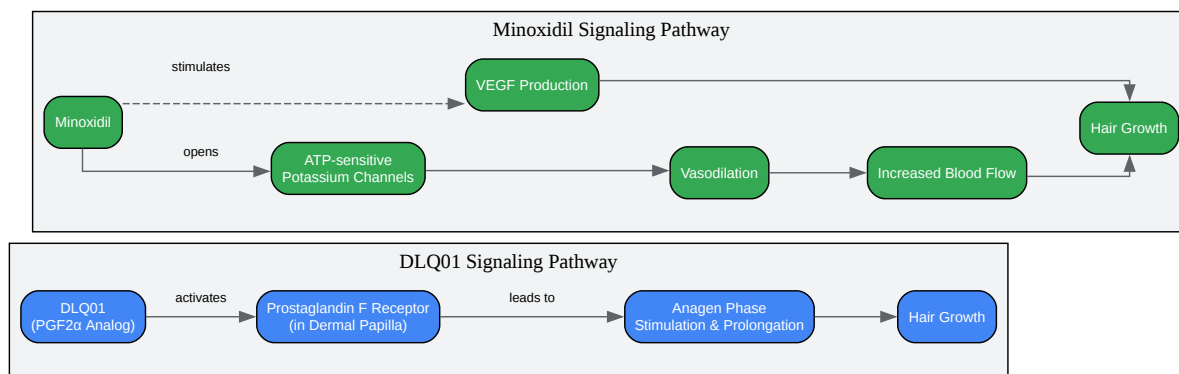 Minoxidil Signaling Pathway
stimulates
VEGF Production
Minoxidil
Hair Growth
opens
ATP-sensitive
Potassium Channels
Vasodilation
Increased Blood Flow
DLQ01 Signaling Pathway
DLQ01
(PGF2α Analog)
activates
Prostaglandin F Receptor
(in Dermal Papilla)
leads to
Anagen Phase
Stimulation & Prolongation
Hair Growth